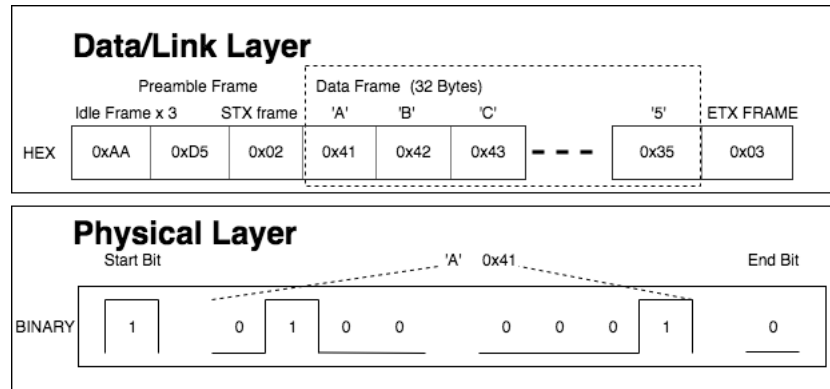 Data/Link Layer
Preamble Frame Data Frame (32 Bytes)
Idle Frame x 3 STX frame 'A' 'B' 'C' '5' ETX FRAME
HEX 0xAA 0xD5 0x02 0x41 0x42 0x43 0x35 0x03
Physical Layer
Start Bit 'A' 0x41 End Bit
BINARY 1 0 1 0 0 0 0 0 1 0